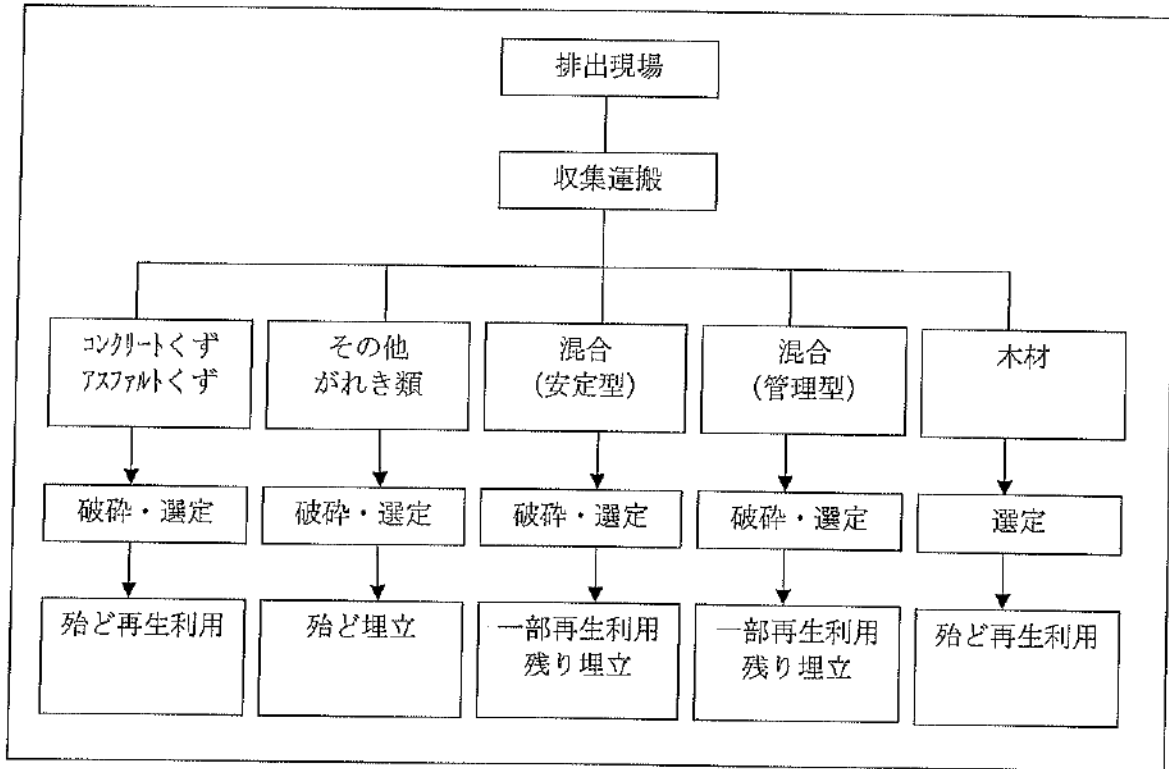 排出現場
収集運搬
コンクリートくず
アスファルトくず
その他
がれき類
混合
(安定型)
混合
(管理型)
木材
破砕・選定
破砕・選定
破砕・選定
破砕・選定
選定
殆ど再生利用
殆ど埋立
一部再生利用
残り埋立
一部再生利用
残り埋立
殆ど再生利用